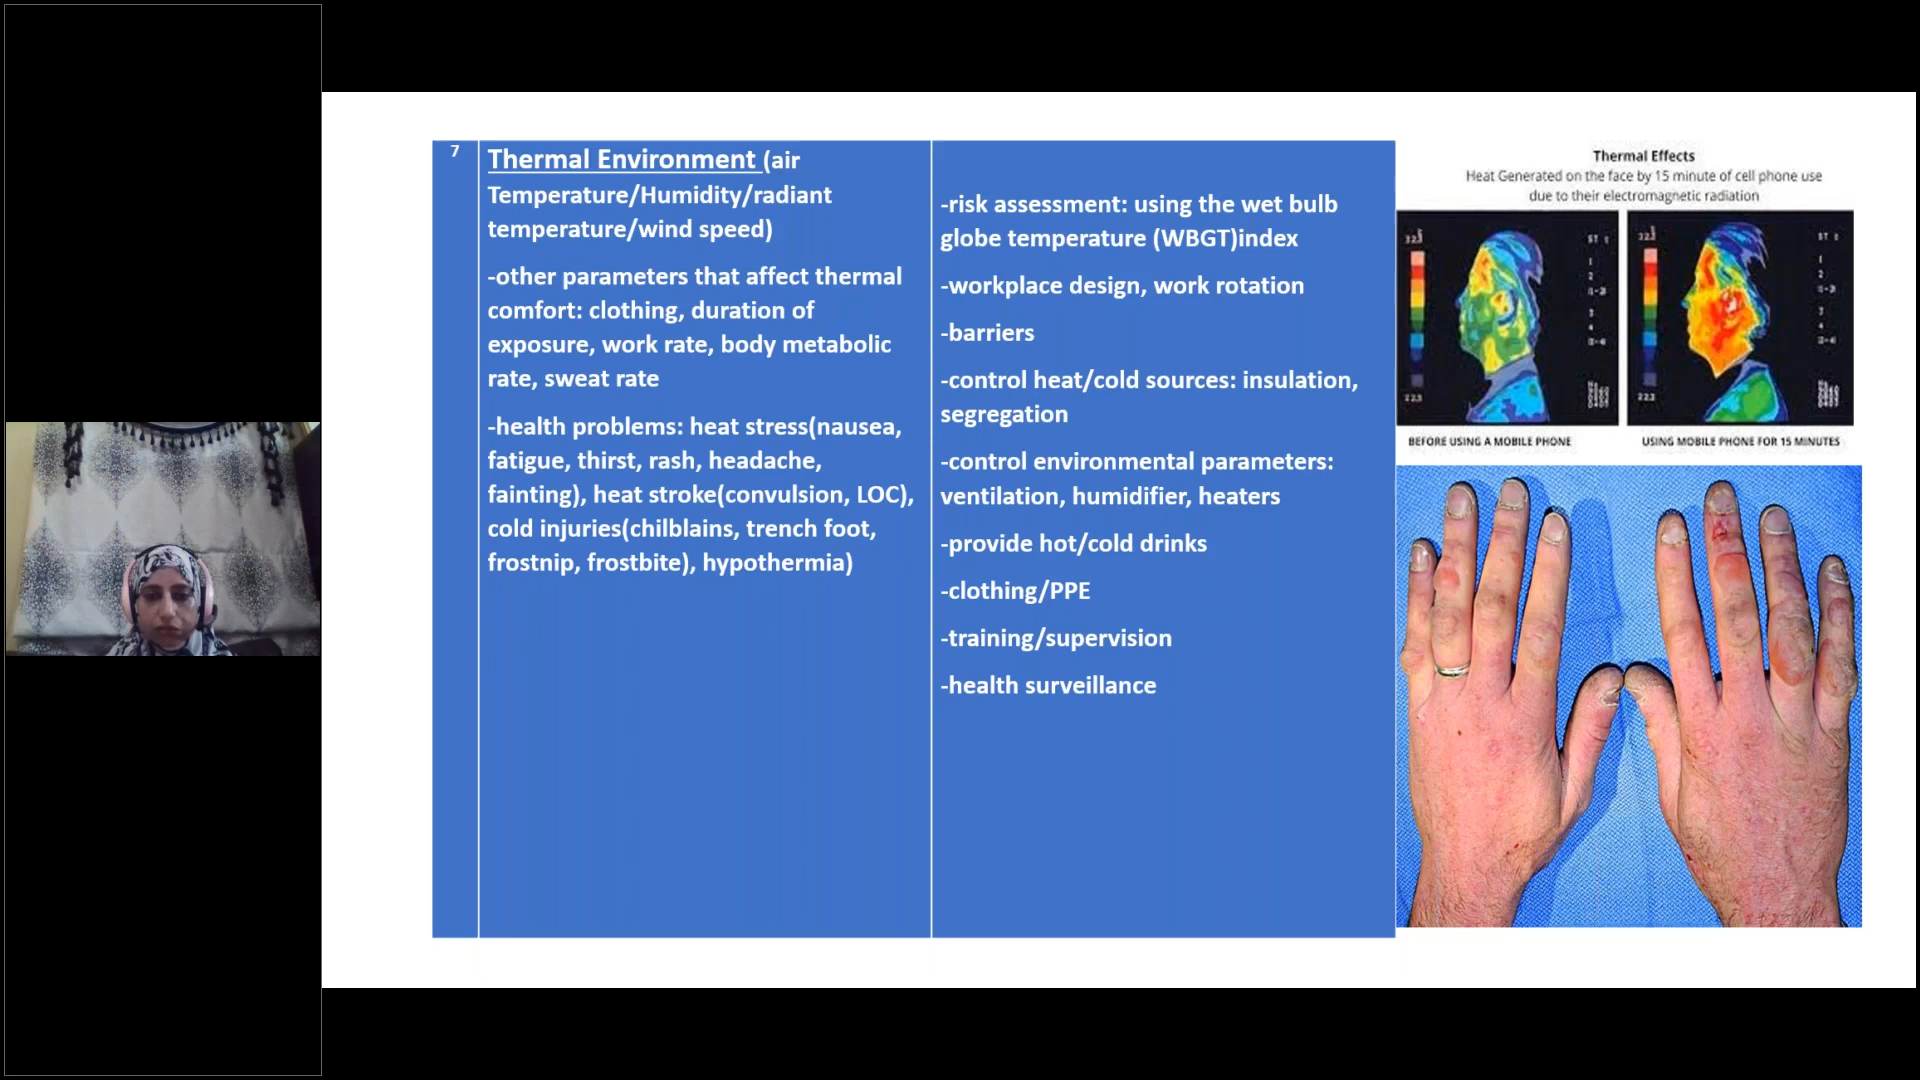 7
Thermal Environment (air
Temperature/Humidity/radiant
temperature/wind speed)
-other parameters that affect thermal
comfort: clothing, duration of
exposure, work rate, body metabolic
rate, sweat rate
-health problems: heat stress(nausea,
fatigue, thirst, rash, headache,
fainting), heat stroke(convulsion, LOC),
cold injuries(chilblains, trench foot,
frostnip, frostbite), hypothermia)
-risk assessment: using the wet bulb
globe temperature (WBGT)index
-workplace design, work rotation
-barriers
-control heat/cold sources: insulation,
segregation
-control environmental parameters:
ventilation, humidifier, heaters
-provide hot/cold drinks
-clothing/PPE
-training/supervision
-health surveillance
Thermal Effects
Heat Generated on the face by 15 minute of cell phone use
due to their electromagnetic radiation
BEFORE USING A MOBILE PHONE
USING MOBILE PHONE FOR 15 MINUTES